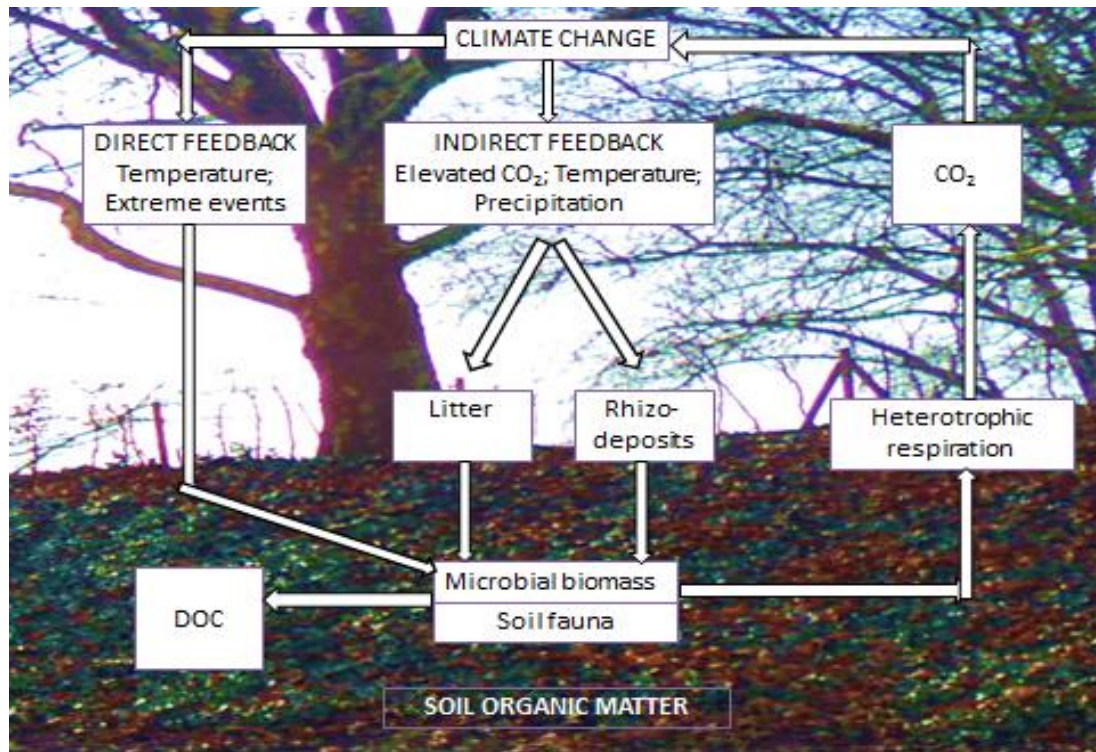 CLIMATE CHANGE
DIRECT FEEDBACK
Temperature;
Extreme events
INDIRECT FEEDBACK
Elevated CO₂; Temperature;
Precipitation
CO₂
Litter
Rhizo-
deposits
Heterotrophic
respiration
Microbial biomass
Soil fauna
DOC
SOIL ORGANIC MATTER